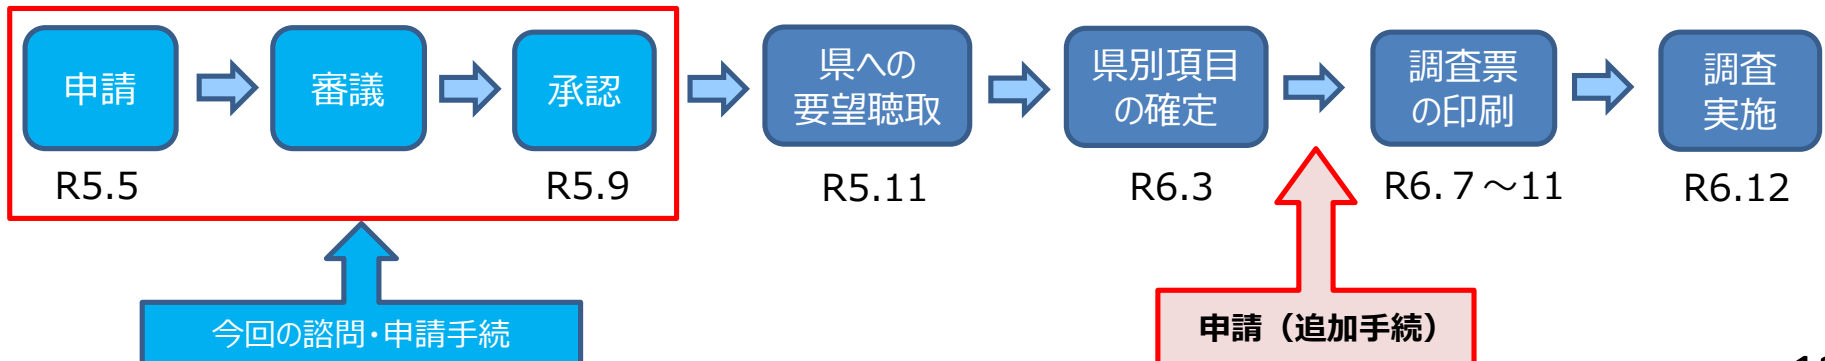 申請
審議
承認
県への
要望聴取
県別項目
の確定
調査票
の印刷
調査
実施
R5.5
R5.9
R5.11
R6.3
R6.７～11
R6.12
今回の諮問・申請手続
申請（追加手続）